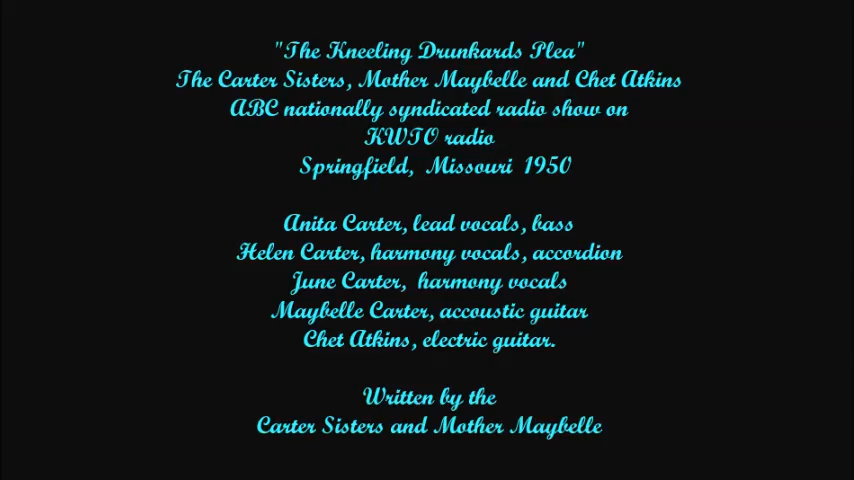 "The Kneeling Drunkards Plea"
The Carter Sisters, Mother Maybelle and Chet Atkins
ABC nationally syndicated radio show on
KWTO radio
Springfield, Missouri 1950
Anita Carter, lead vocals, bass
Helen Carter, harmony vocals, accordion
June Carter, harmony vocals
Maybelle Carter, accoustic guitar
Chet Atkins, electric guitar.
Written by the
Carter Sisters and Mother Maybelle